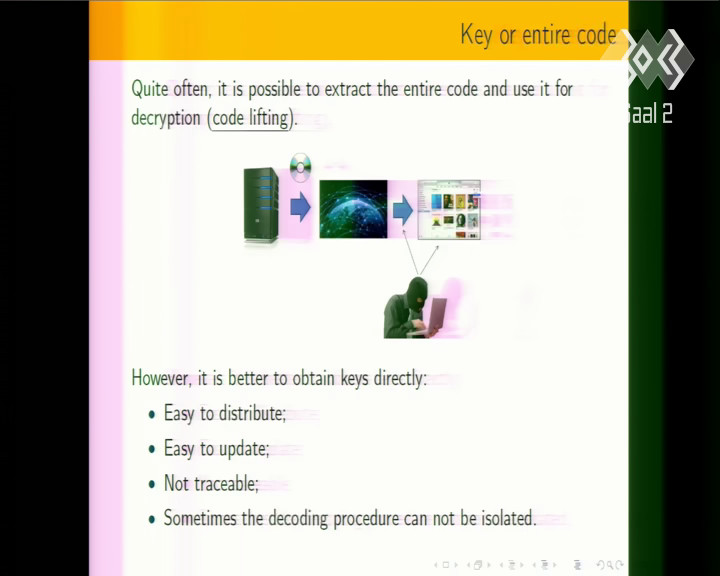 Key or entire code
Quite often, it is possible to extract the entire code and use it for
decryption (code lifting).
However, it is better to obtain keys directly:
• Easy to distribute;
• Easy to update;
• Not traceable;
• Sometimes the decoding procedure can not be isolated.
Saal 2